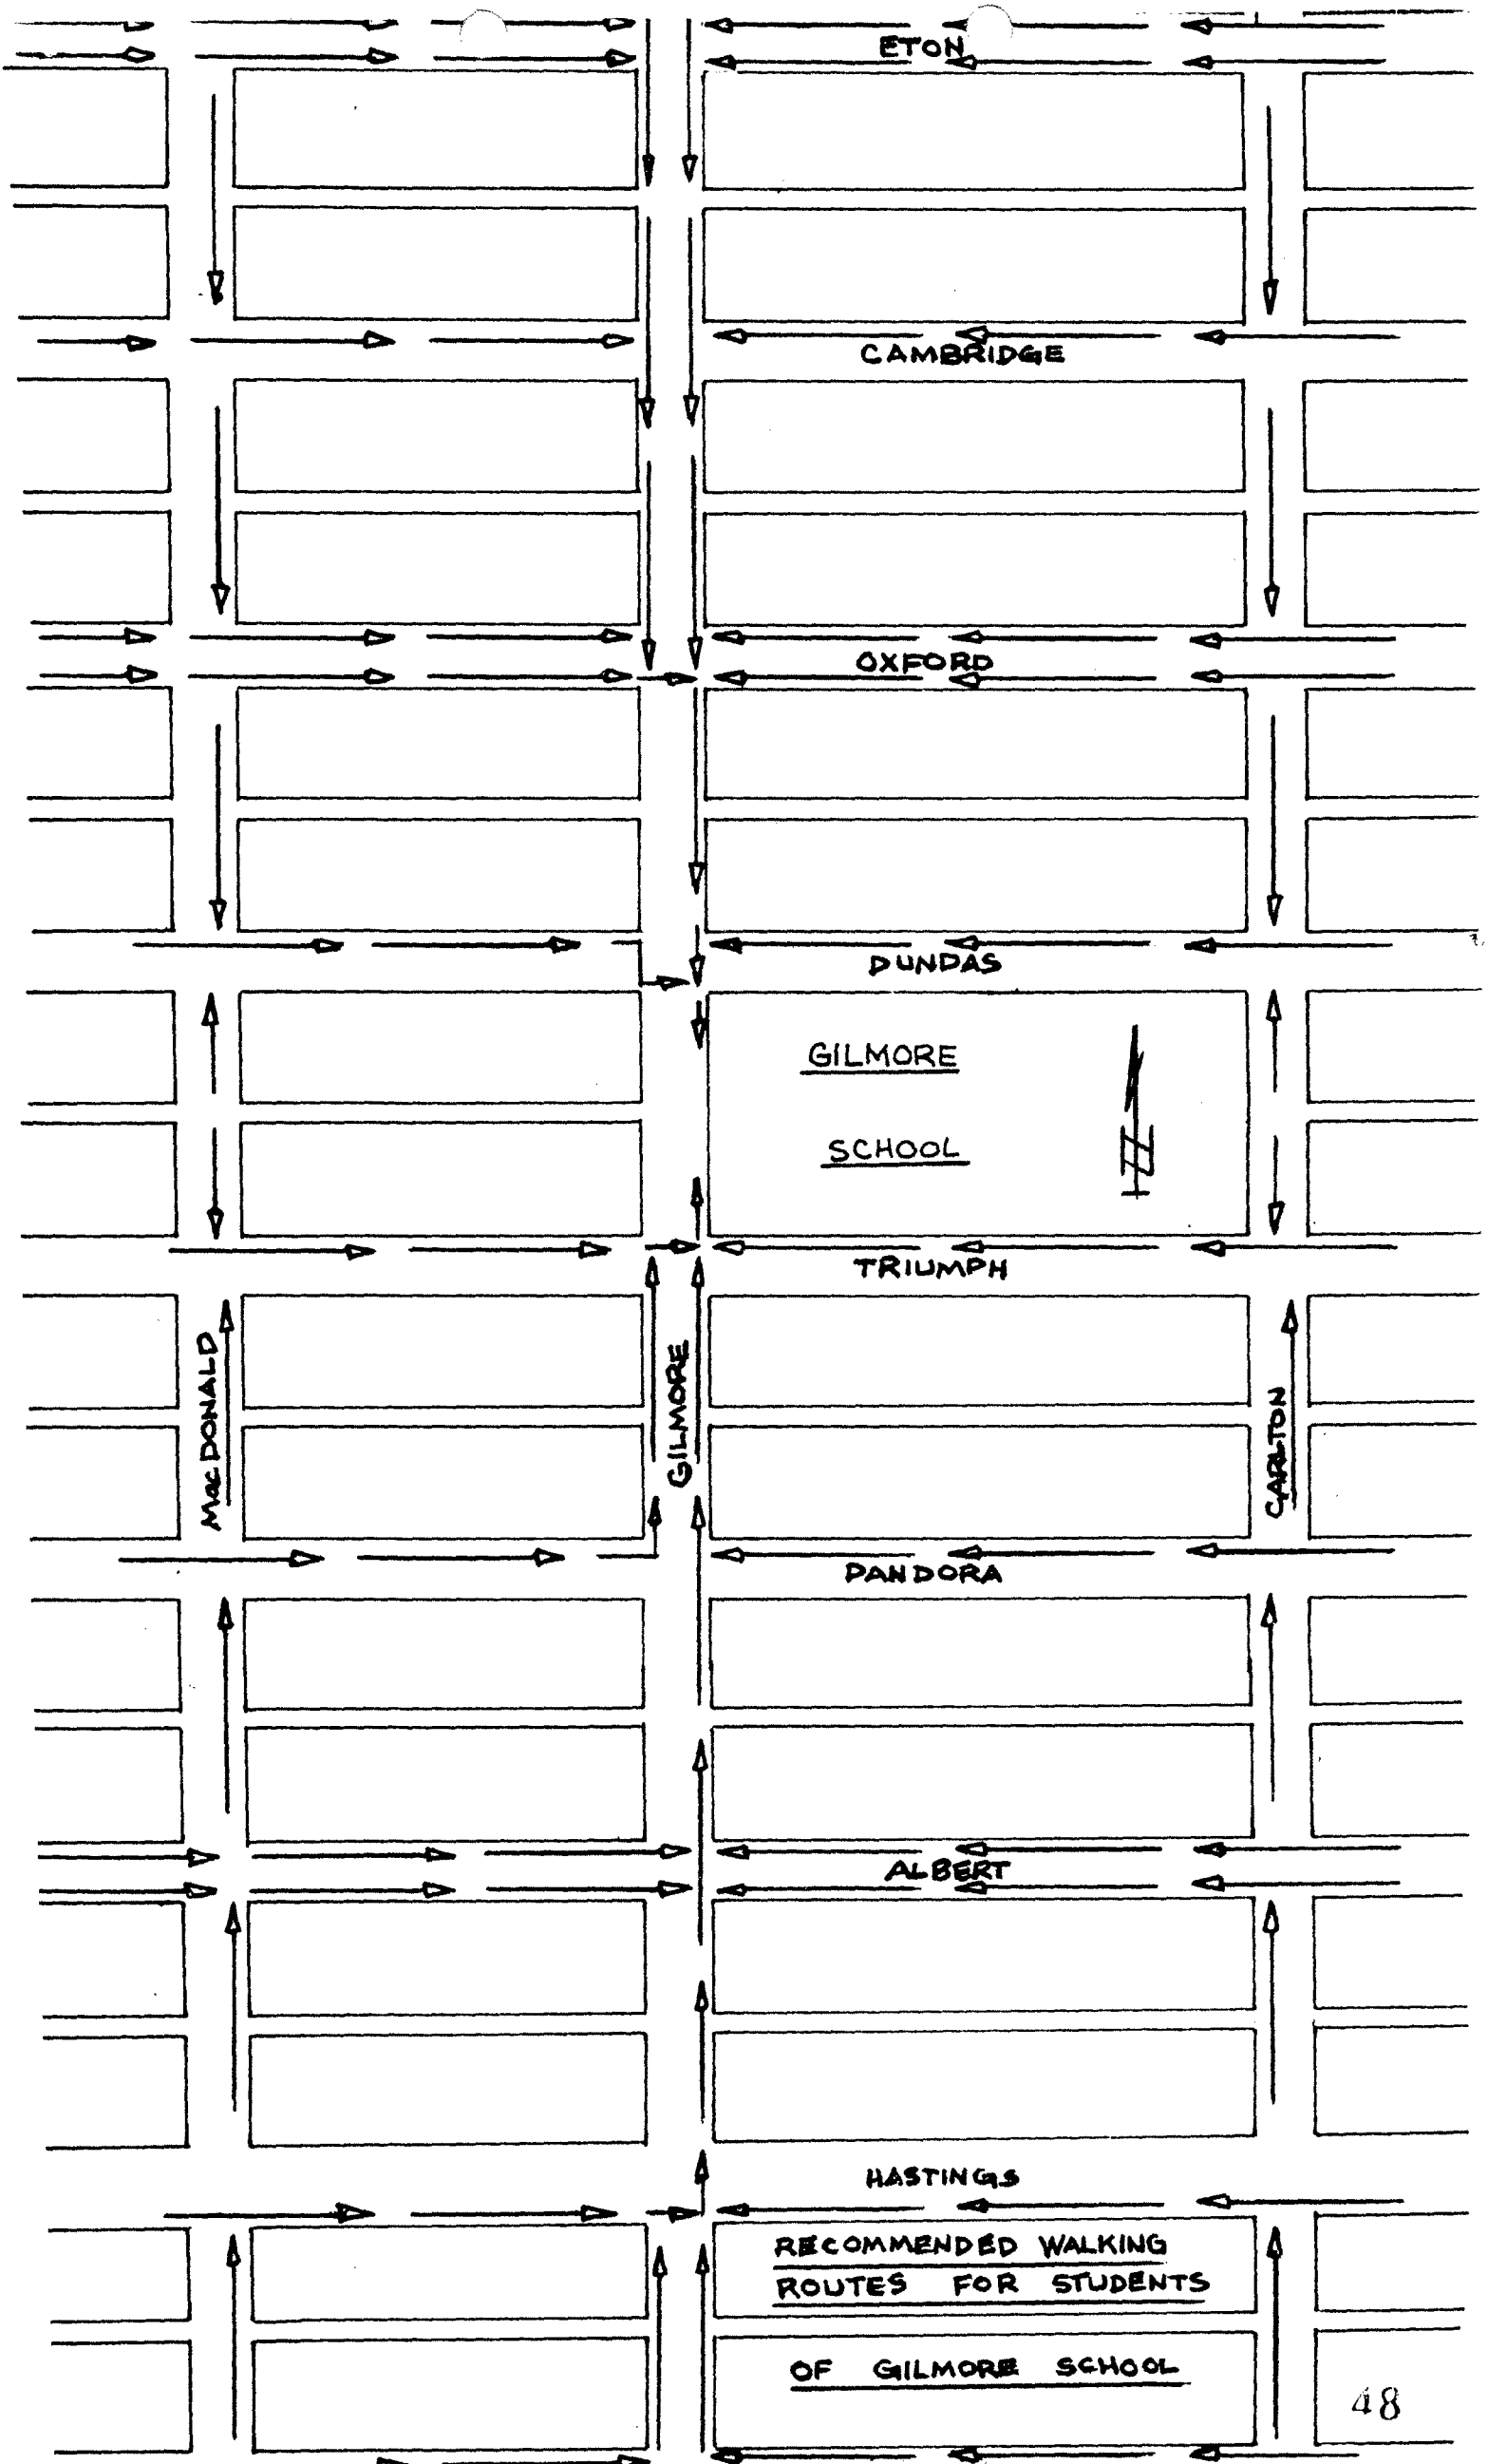 ETON
CAMBRIDGE
OXFORD
DUNDAS
GILMORE
SCHOOL
TRIUMPH
MacDONALD
GILMORE
CARLTON
PANDORA
ALBERT
HASTINGS
RECOMMENDED WALKING
ROUTES FOR STUDENTS
OF GILMORE SCHOOL
48